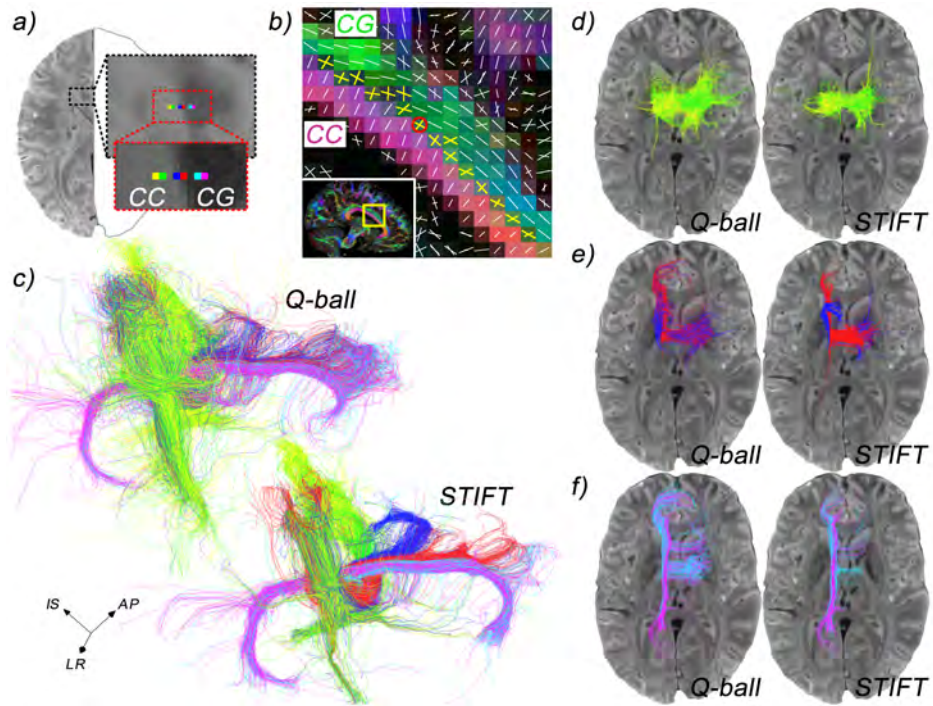 a)
CC
CG
b)
CG
CC
c)
Q-ball
STIFT
IS
AP
LR
d)
Q-ball
STIFT
e)
Q-ball
STIFT
f)
Q-ball
STIFT